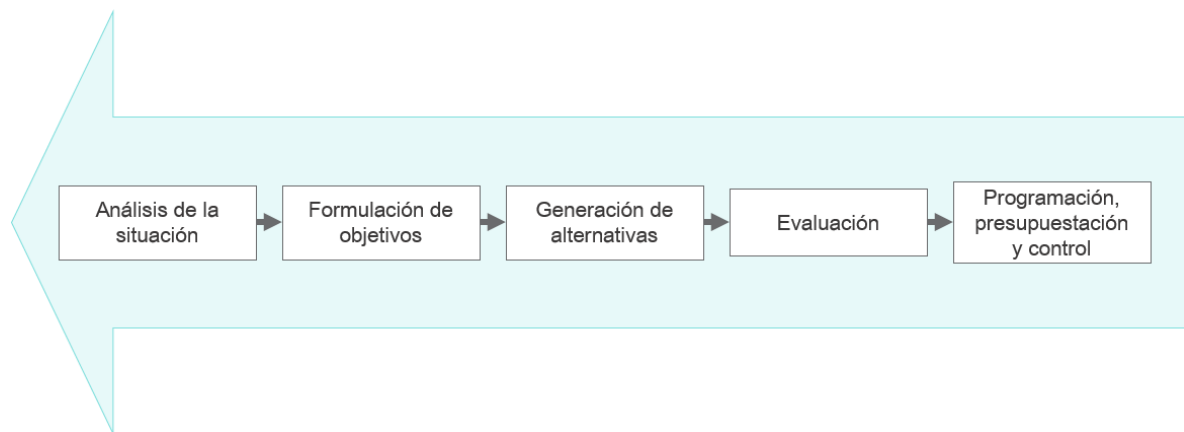 Análisis de la
situación
Formulación de
objetivos
Generación de
alternativas
Evaluación
Programación,
presupuestación
y control